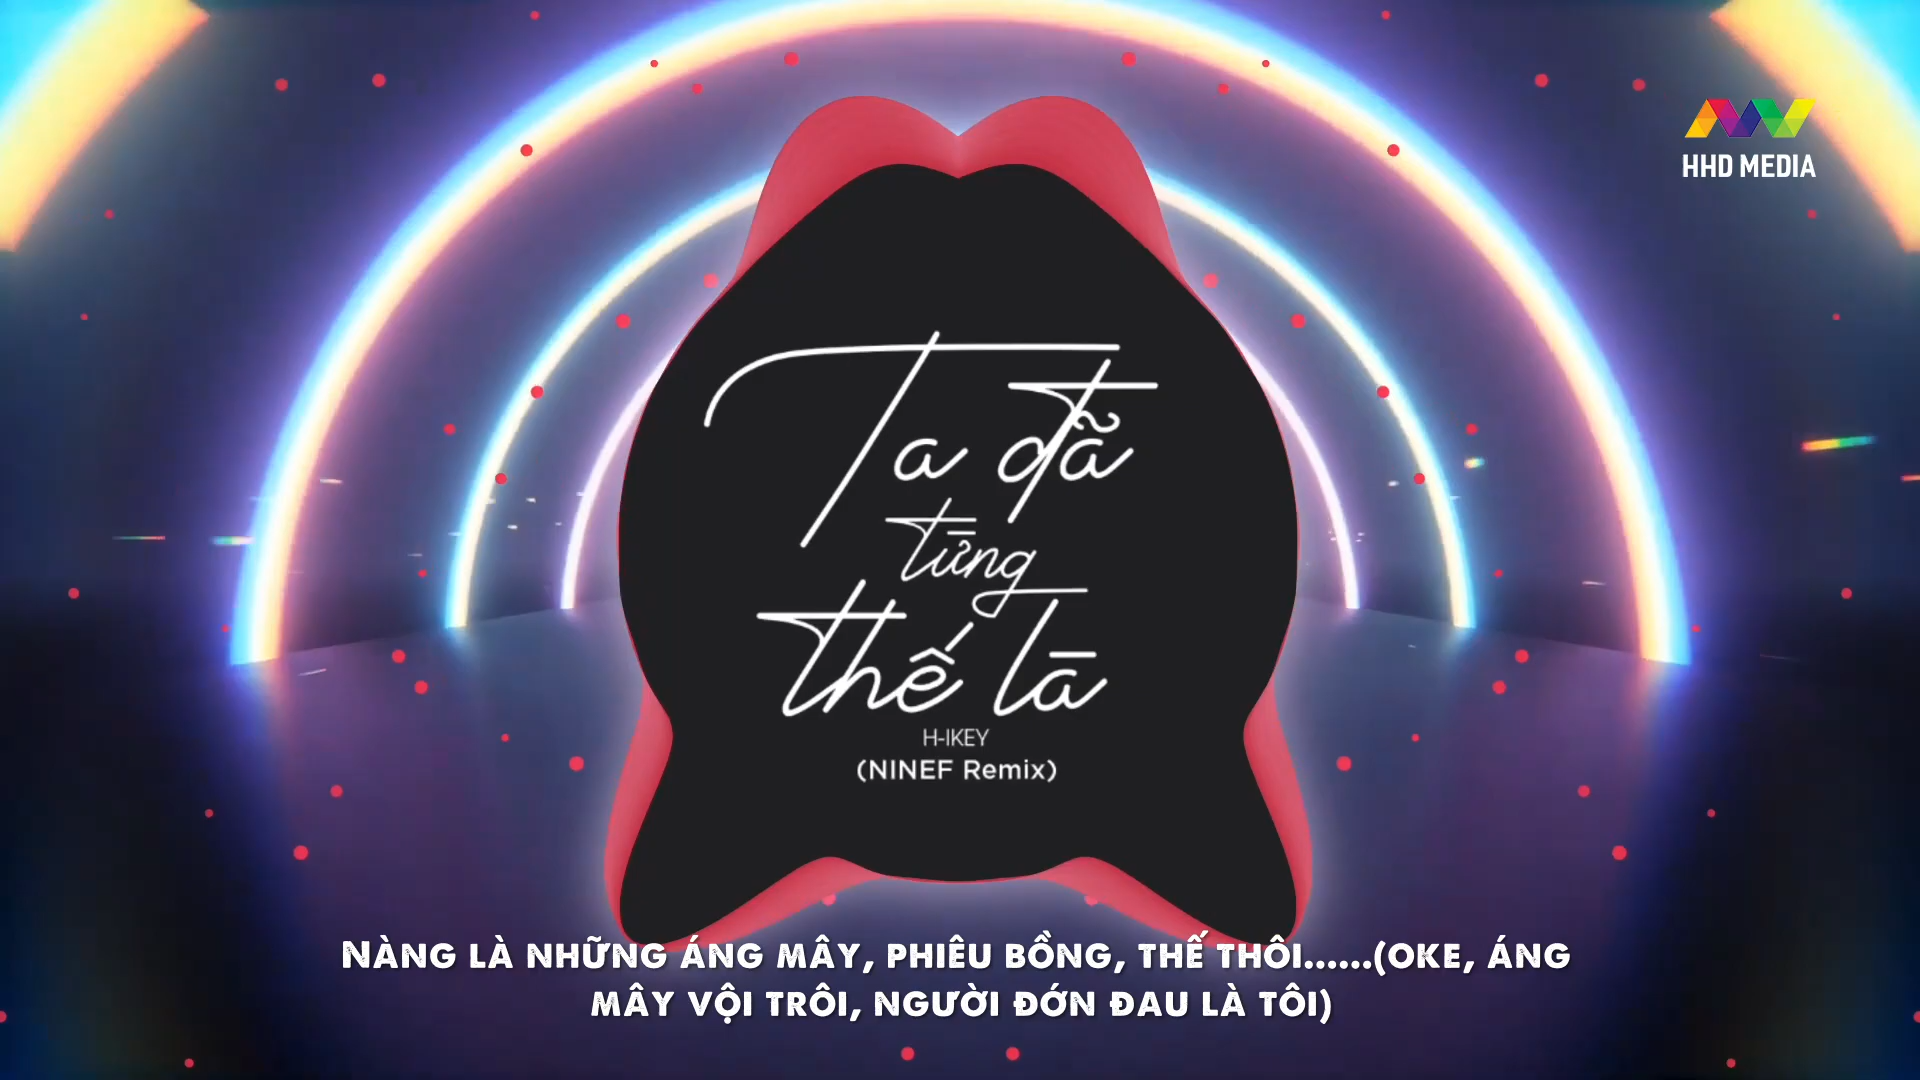 HHD MEDIA
Ta đã
từng
thế là
H-IKEY
(NINEF Remix)
NÀNG LÀ NHỮNG ÁNG MÂY, PHIÊU BỒNG, THẾ THÔI......(OKE, ÁNG
MÂY VỘI TRÔI, NGƯỜI ĐỚN ĐAU LÀ TÔI)